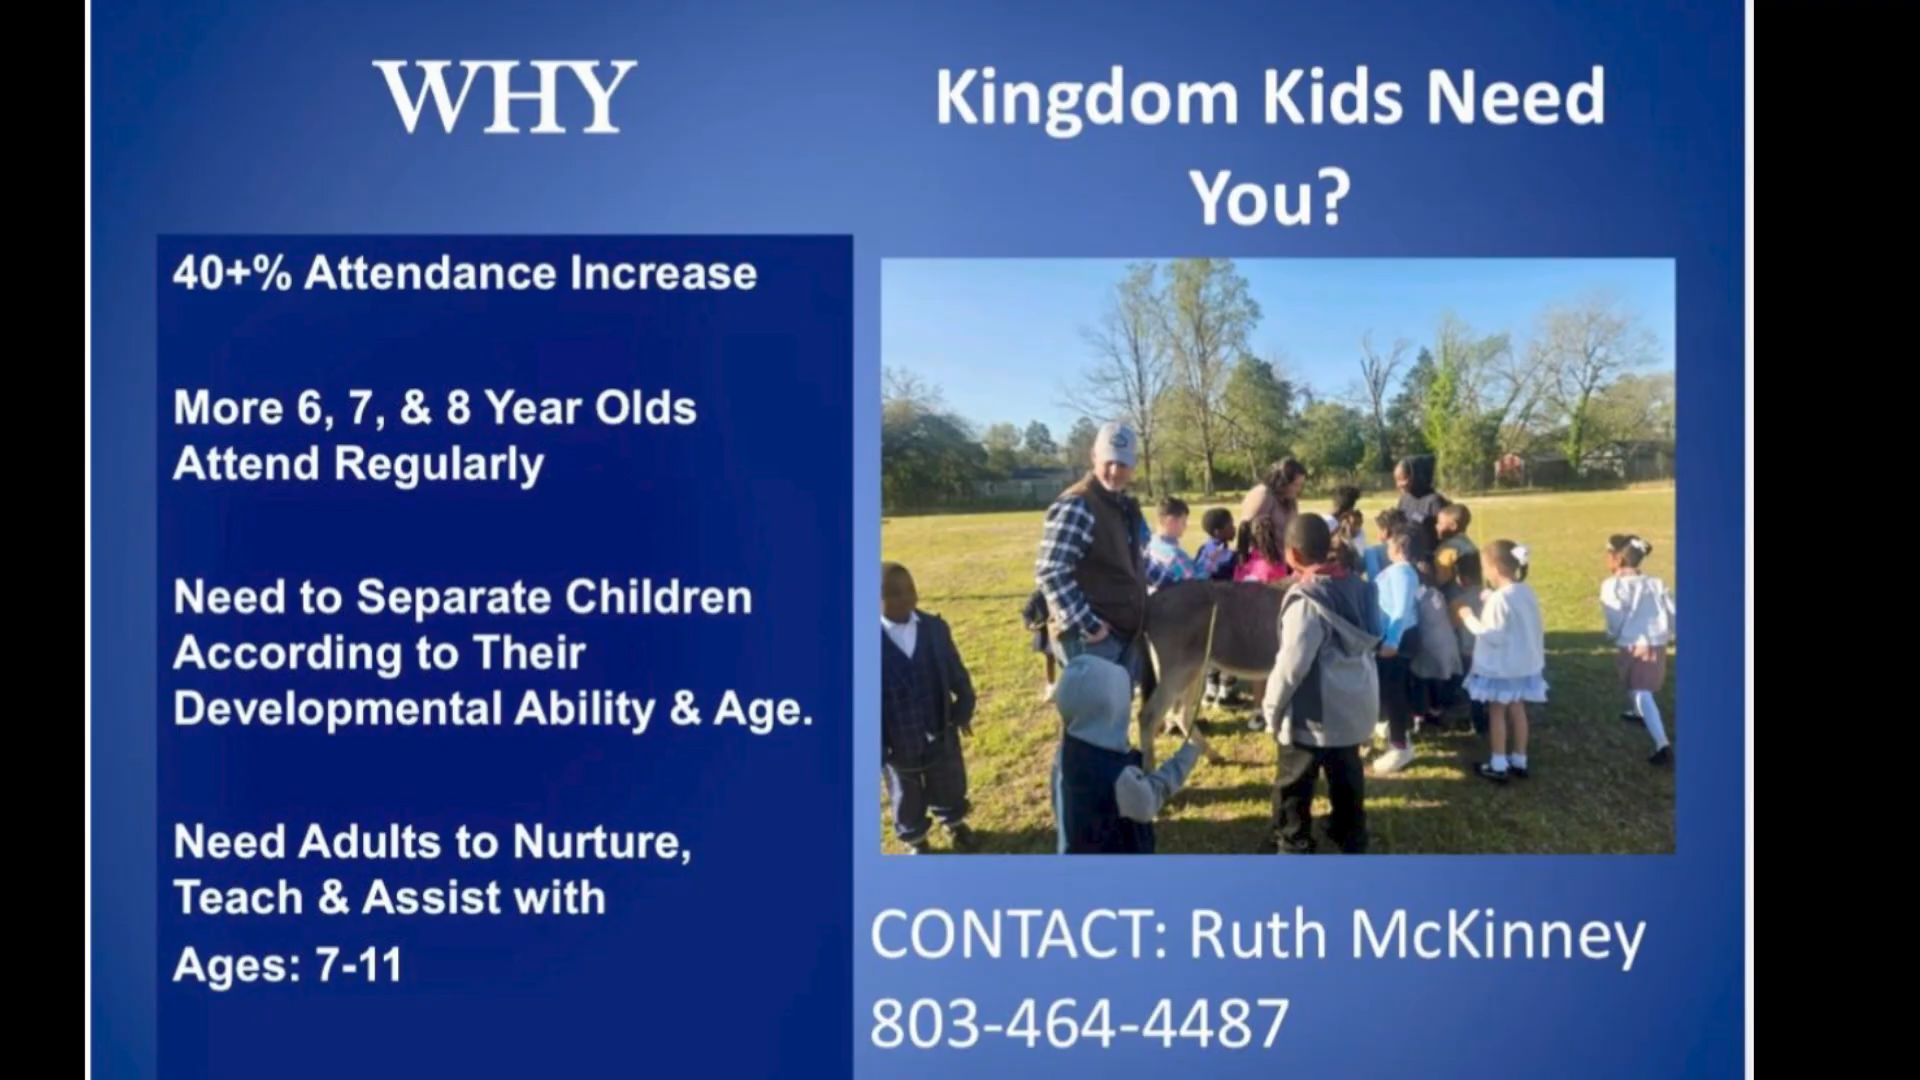 WHY
Kingdom Kids Need
You?
40+% Attendance Increase
More 6, 7, & 8 Year Olds
Attend Regularly
Need to Separate Children
According to Their
Developmental Ability & Age.
Need Adults to Nurture,
Teach & Assist with
Ages: 7-11
CONTACT: Ruth McKinney
803-464-4487